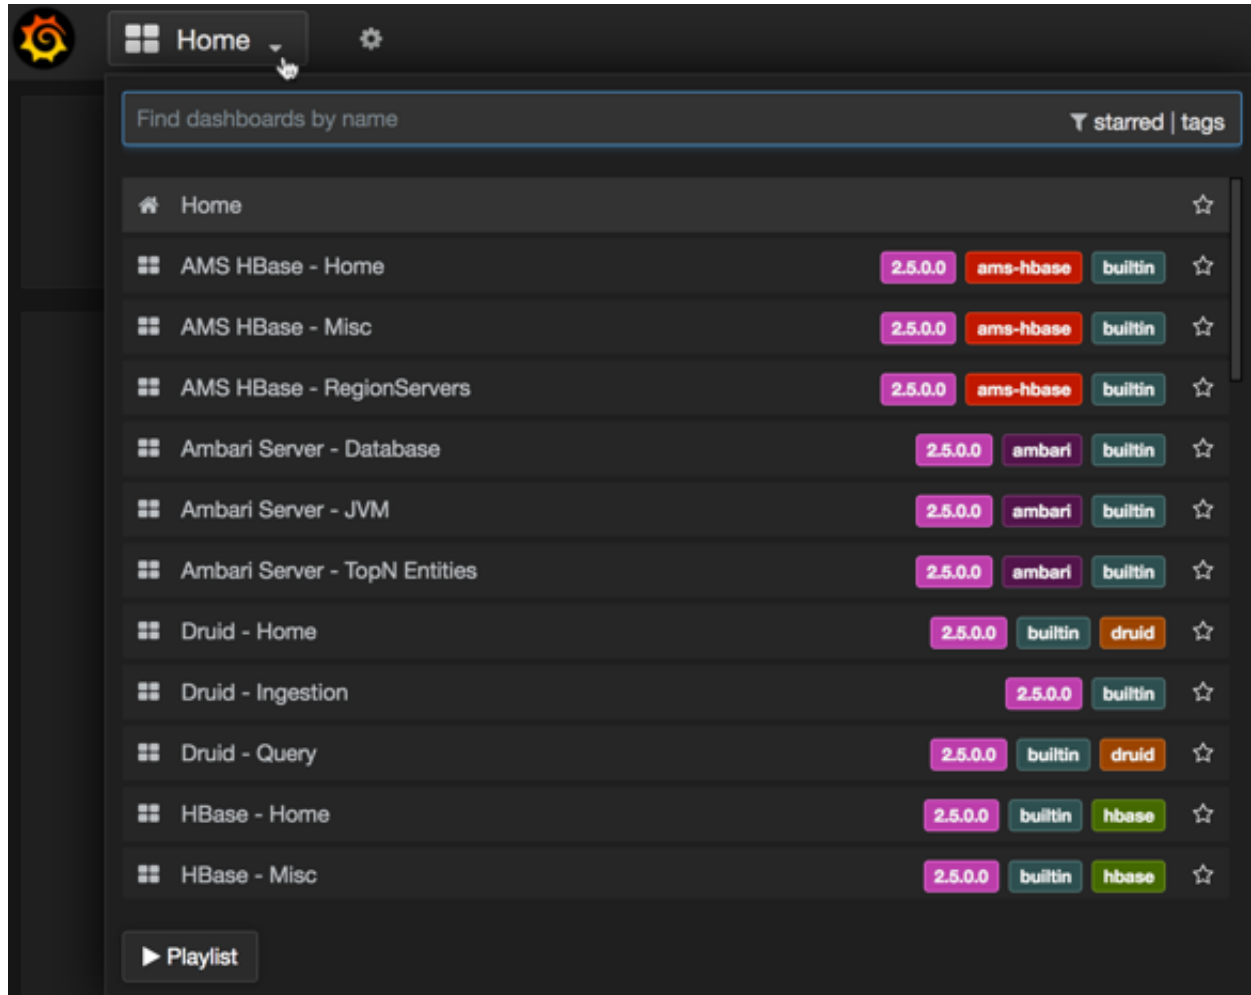 Home
Find dashboards by name starred | tags
Home
AMS HBase - Home 2.5.0.0 ams-hbase builtin
AMS HBase - Misc 2.5.0.0 ams-hbase builtin
AMS HBase - RegionServers 2.5.0.0 ams-hbase builtin
Ambari Server - Database 2.5.0.0 ambari builtin
Ambari Server - JVM 2.5.0.0 ambari builtin
Ambari Server - TopN Entities 2.5.0.0 ambari builtin
Druid - Home 2.5.0.0 builtin druid
Druid - Ingestion 2.5.0.0 builtin
Druid - Query 2.5.0.0 builtin druid
HBase - Home 2.5.0.0 builtin hbase
HBase - Misc 2.5.0.0 builtin hbase
Playlist